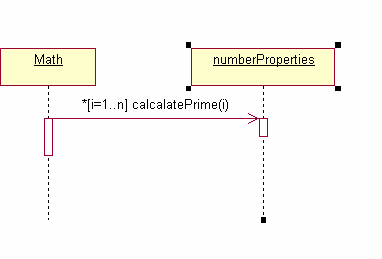 Math
numberProperties
*[i=1..n] calcalatePrime(i)